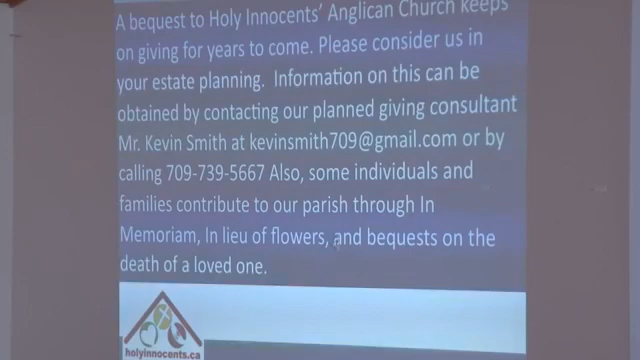 A bequest to Holy Innocents’ Anglican Church keeps
on giving for years to come. Please consider us in
your estate planning.  Information on this can be
obtained by contacting our planned giving consultant
Mr. Kevin Smith at kevinsmith709@gmail.com or by
calling 709-739-5667 Also, some individuals and
families contribute to our parish through In
Memoriam, In lieu of flowers, and bequests on the
death of a loved one.
holyinnocents.ca